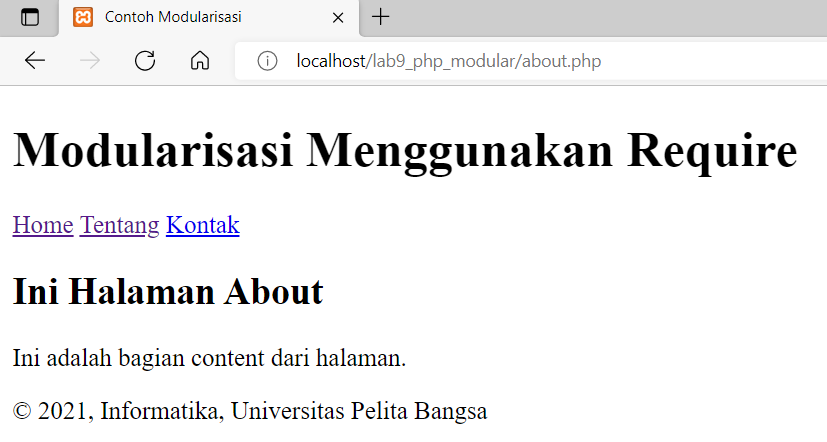 Contoh Modularisasi
localhost/lab9_php_modular/about.php
Modularisasi Menggunakan Require
Home Tentang Kontak
Ini Halaman About
Ini adalah bagian content dari halaman.
© 2021, Informatika, Universitas Pelita Bangsa